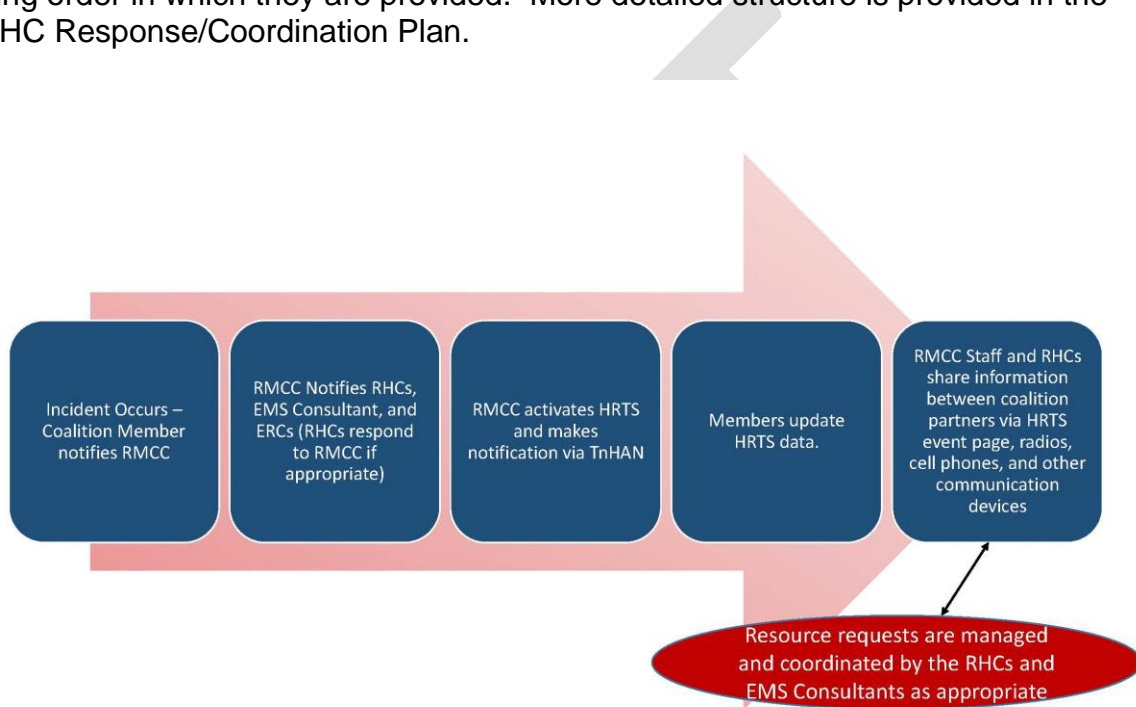 ng order in which they are provided. More detailed structure is provided in the
HC Response/Coordination Plan.
Incident Occurs –
Coalition Member
notifies RMCC
RMCC Notifies RHCs,
EMS Consultant, and
ERCs (RHCs respond
to RMCC if
appropriate)
RMCC activates HRTS
and makes
notification via TnHAN
Members update
HRTS data.
RMCC Staff and RHCs
share information
between coalition
partners via HRTS
event page, radios,
cell phones, and other
communication
devices
Resource requests are managed
and coordinated by the RHCs and
EMS Consultants as appropriate